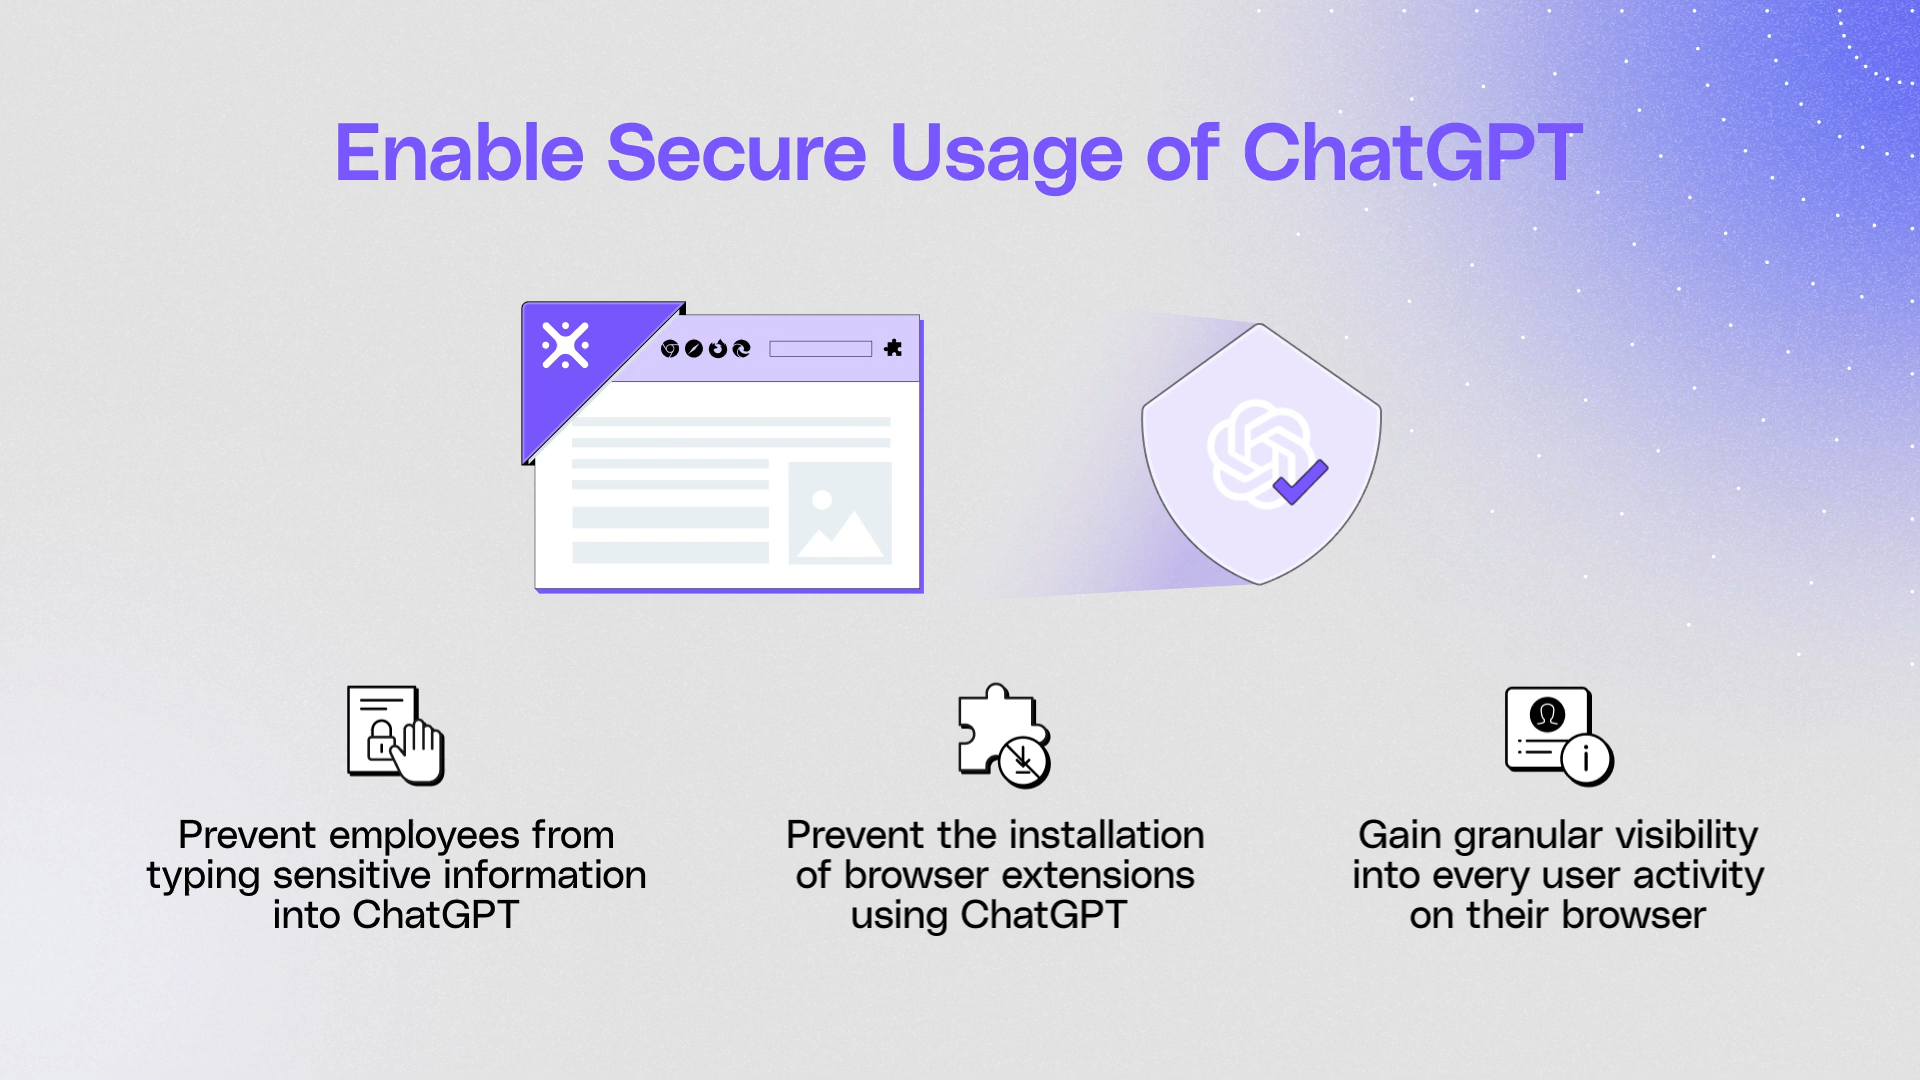 Enable Secure Usage of ChatGPT
Prevent employees from
typing sensitive information
into ChatGPT
Prevent the installation
of browser extensions
using ChatGPT
Gain granular visibility
into every user activity
on their browser